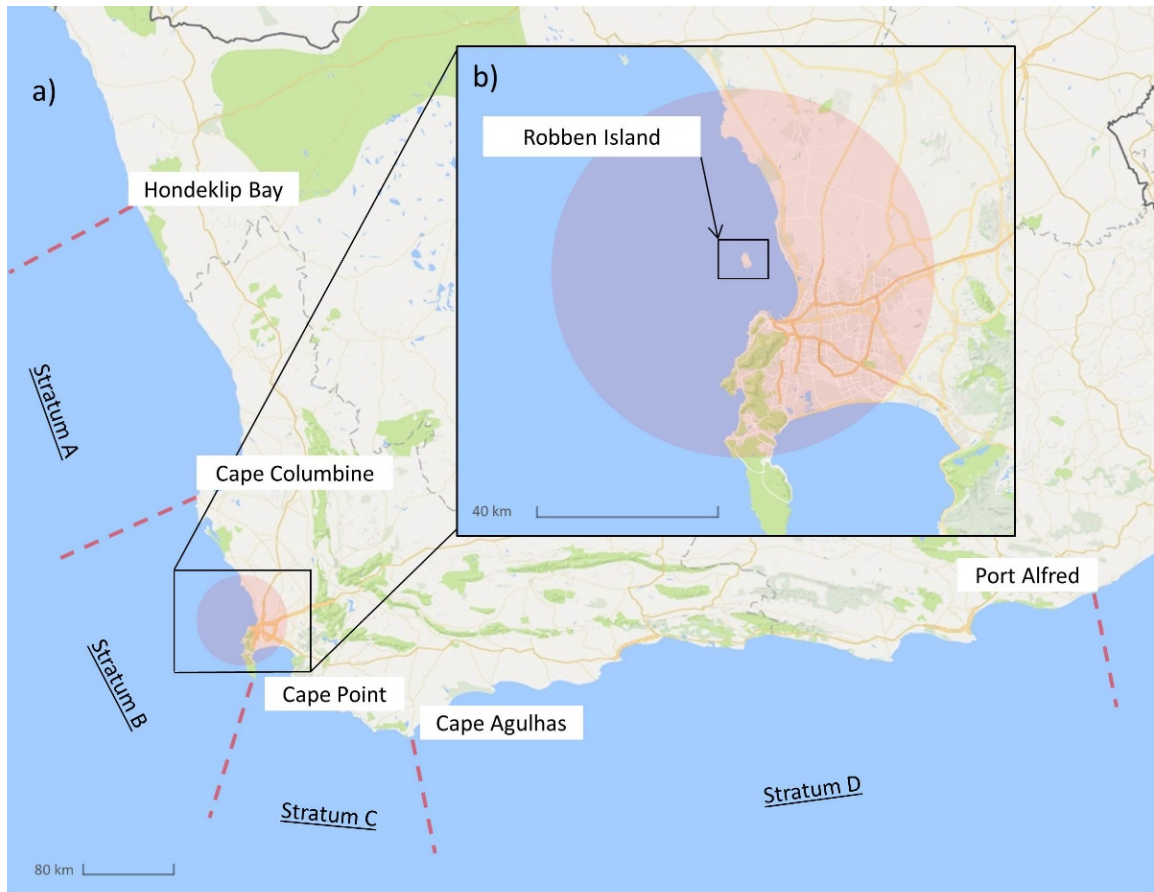 a)
b)
Robben Island
Hondeklip Bay
Stratum A
Cape Columbine
40 km
Port Alfred
Stratum B
Cape Point
Cape Agulhas
Stratum D
Stratum C
80 km